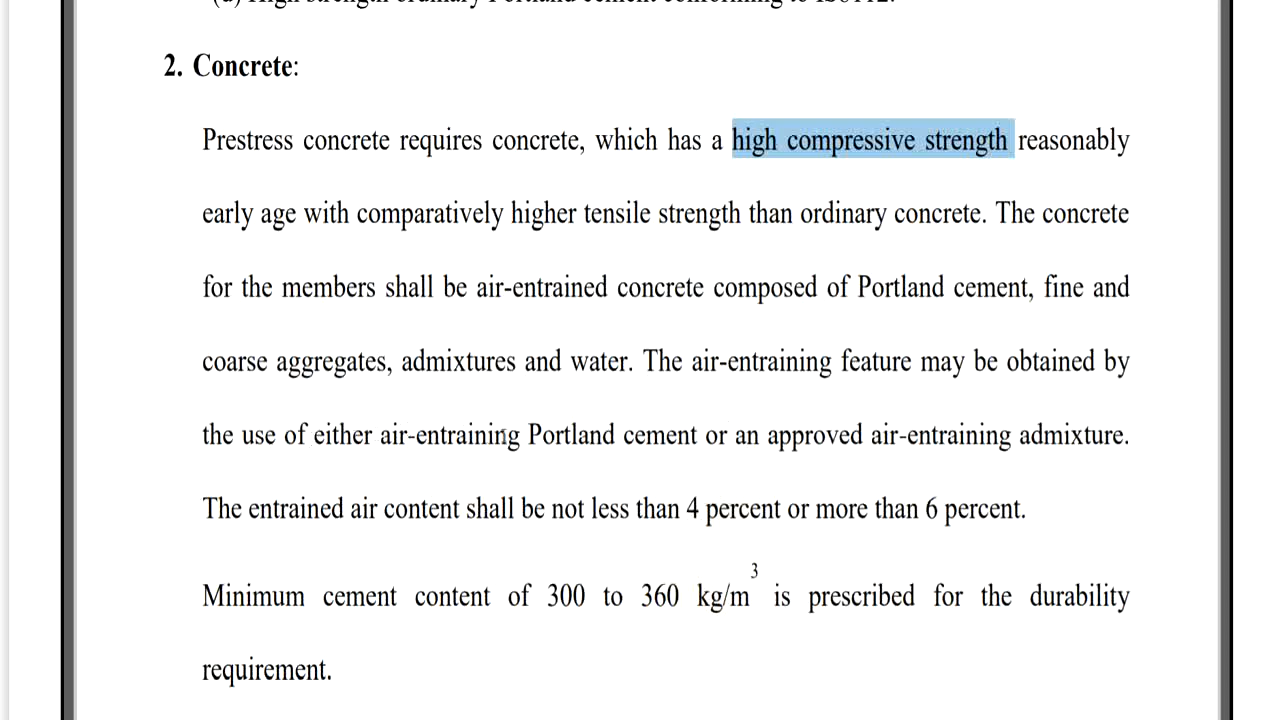 2. Concrete:
Prestress concrete requires concrete, which has a high compressive strength reasonably
early age with comparatively higher tensile strength than ordinary concrete. The concrete
for the members shall be air-entrained concrete composed of Portland cement, fine and
coarse aggregates, admixtures and water. The air-entraining feature may be obtained by
the use of either air-entraining Portland cement or an approved air-entraining admixture.
The entrained air content shall be not less than 4 percent or more than 6 percent.
Minimum cement content of 300 to 360 kg/m³ is prescribed for the durability
requirement.